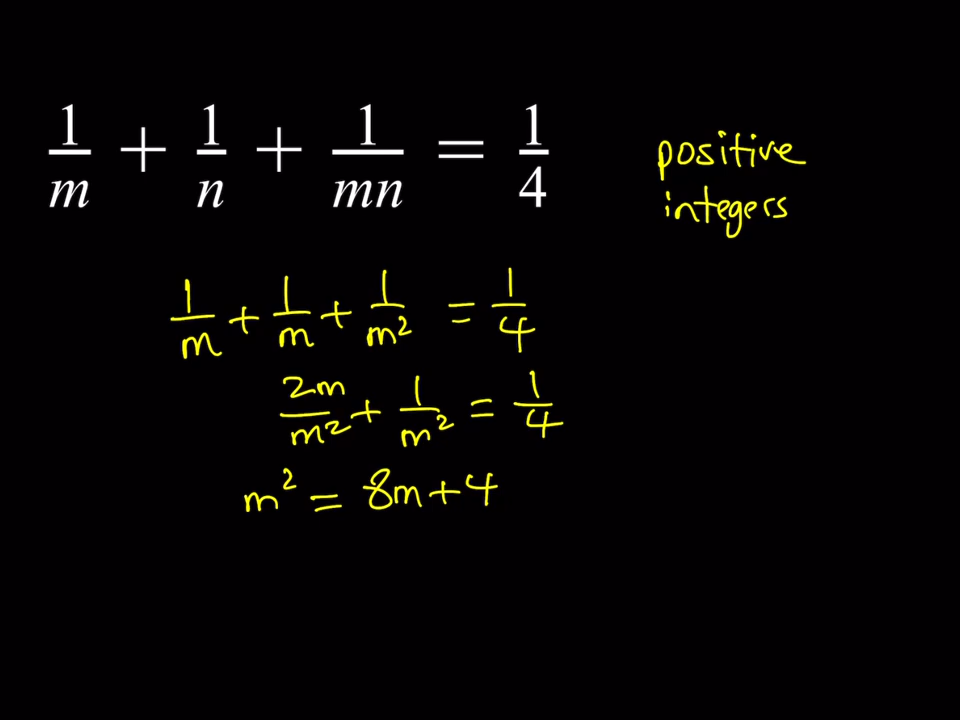 1/m + 1/n + 1/mn = 1/4
positive
integers
1/m + 1/m + 1/m² = 1/4
2m/m² + 1/m² = 1/4
m² = 8m + 4